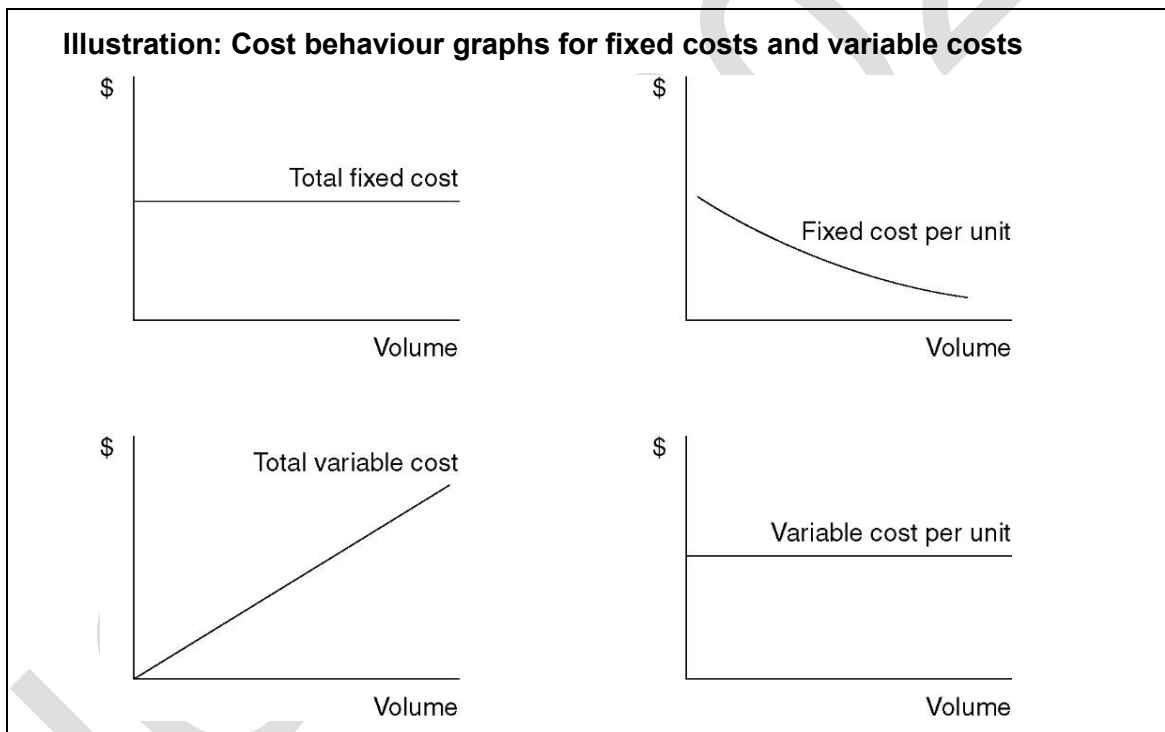 Illustration: Cost behaviour graphs for fixed costs and variable costs
$
Total fixed cost
Volume
$
Fixed cost per unit
Volume
$
Total variable cost
Volume
$
Variable cost per unit
Volume